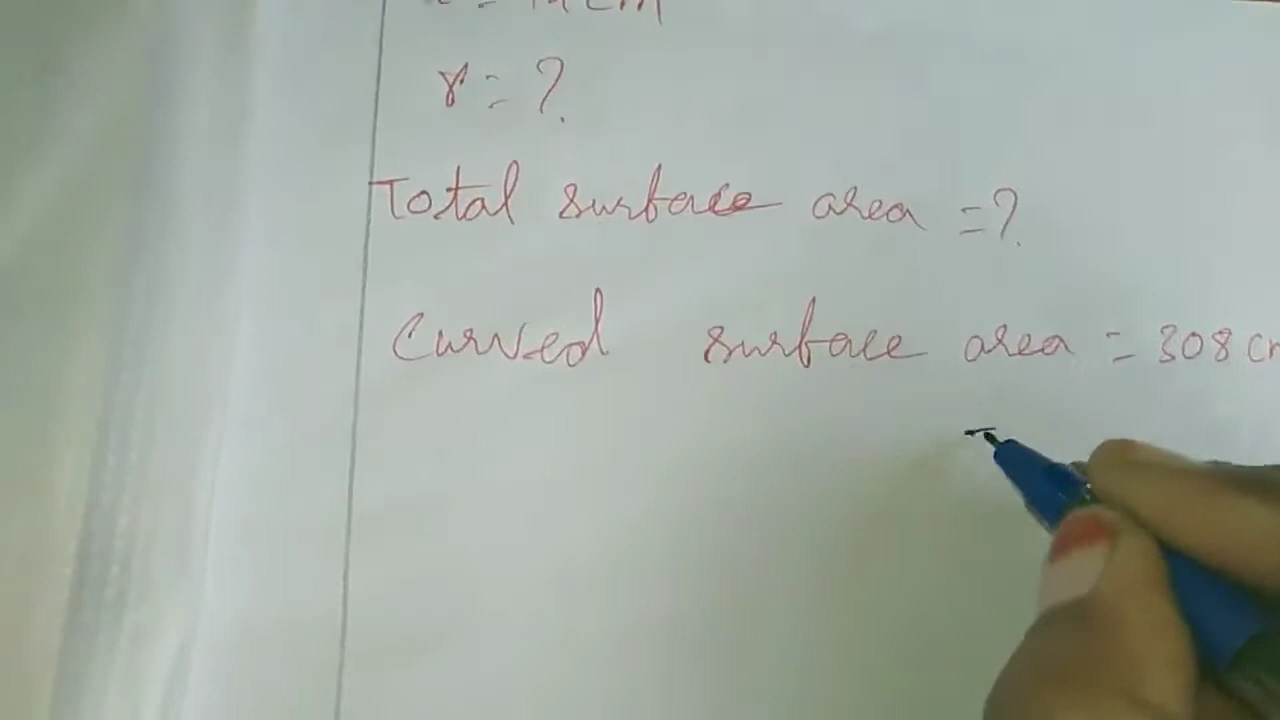 r = ?
Total surface area = ?
Curved surface area = 308 c